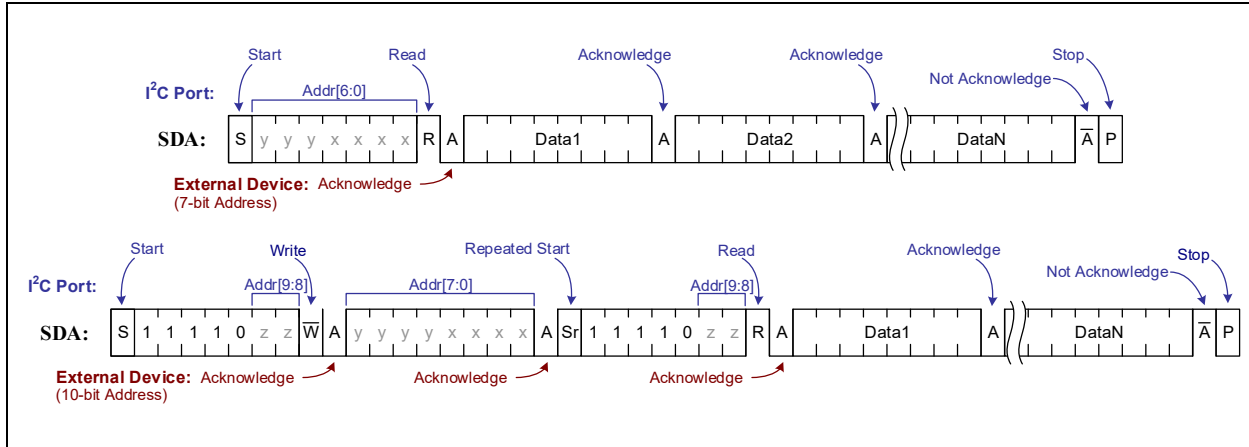 Start Read Acknowledge Acknowledge Stop
Not Acknowledge
I²C Port: Addr[6:0]
SDA: S y y y x x x x R A Data1 A Data2 A DataN A̅ P
External Device: Acknowledge
(7-bit Address)
Start Write Repeated Start Read Acknowledge Stop
Not Acknowledge
I²C Port: Addr[9:8] Addr[7:0] Addr[9:8]
SDA: S 1 1 1 1 0 z z W̅ A y y y y x x x x A Sr 1 1 1 1 0 z z R A Data1 A DataN A̅ P
External Device: Acknowledge Acknowledge Acknowledge
(10-bit Address)